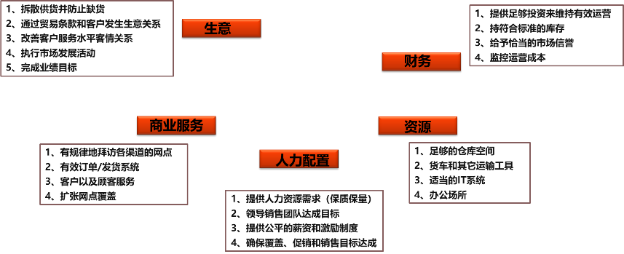 1、拆散供货并防止缺货
2、通过贸易条款和客户发生生意关系
3、改善客户服务水平客情关系
4、执行市场发展活动
5、完成业绩目标
生意
1、提供足够投资来维持有效运营
2、持符合标准的库存
3、给予恰当的市场信誉
4、监控运营成本
财务
商业服务
1、有规律地拜访各渠道的网点
2、有效订单/发货系统
3、客户以及顾客服务
4、扩张网点覆盖
人力配置
1、提供人力资源需求（保质保量）
2、领导销售团队达成目标
3、提供公平的薪资和激励制度
4、确保覆盖、促销和销售目标达成
资源
1、足够的仓库空间
2、货车和其它运输工具
3、适当的IT系统
4、办公场所